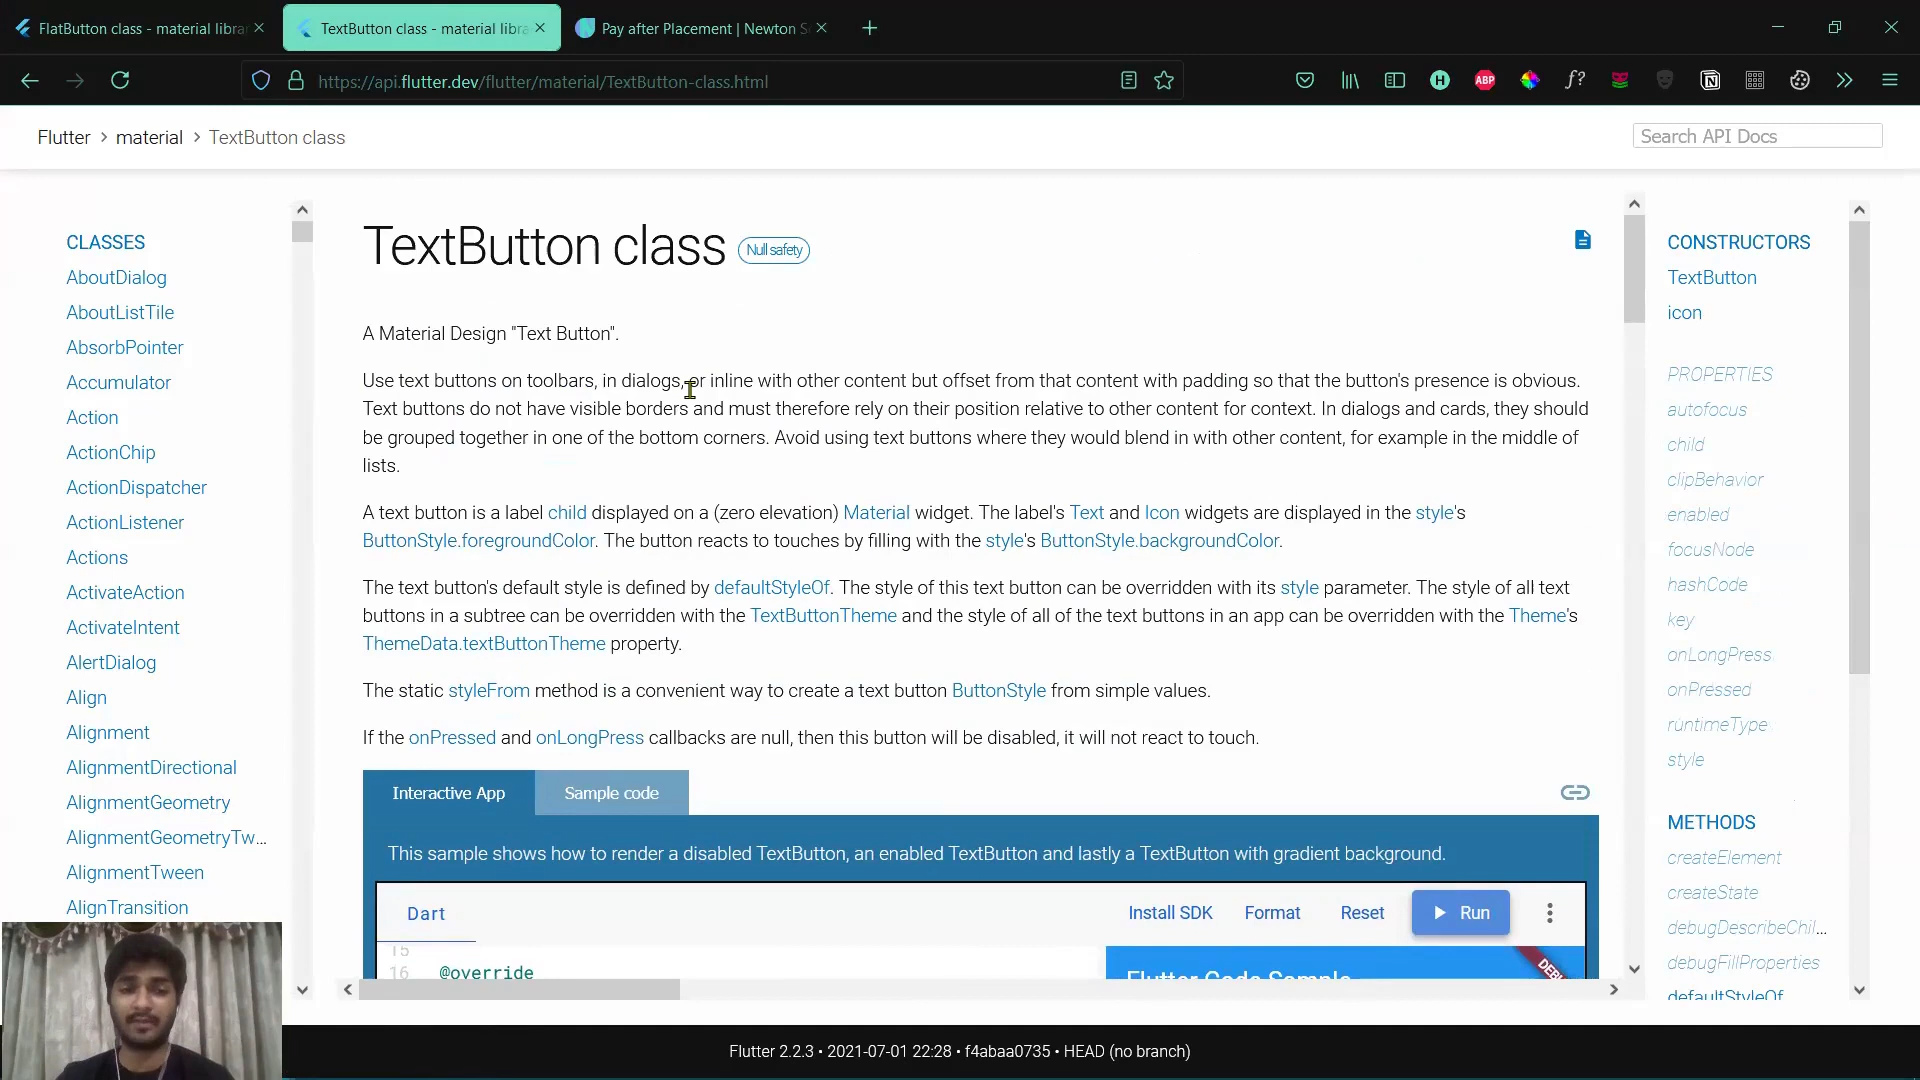 FlatButton class - material librar
TextButton class - material libra
Pay after Placement | Newton S
https://api.flutter.dev/flutter/material/TextButton-class.html
H
ABP
f?
N
Flutter > material > TextButton class
Search API Docs
CLASSES
AboutDialog
AboutListTile
AbsorbPointer
Accumulator
Action
ActionChip
ActionDispatcher
ActionListener
Actions
ActivateAction
ActivateIntent
AlertDialog
Align
Alignment
AlignmentDirectional
AlignmentGeometry
AlignmentGeometryTw...
AlignmentTween
AlignTransition
TextButton class Null safety
A Material Design "Text Button".
Use text buttons on toolbars, in dialogs, or inline with other content but offset from that content with padding so that the button's presence is obvious.
Text buttons do not have visible borders and must therefore rely on their position relative to other content for context. In dialogs and cards, they should
be grouped together in one of the bottom corners. Avoid using text buttons where they would blend in with other content, for example in the middle of
lists.
A text button is a label child displayed on a (zero elevation) Material widget. The label's Text and Icon widgets are displayed in the style's
ButtonStyle.foregroundColor. The button reacts to touches by filling with the style's ButtonStyle.backgroundColor.
The text button's default style is defined by defaultStyleOf. The style of this text button can be overridden with its style parameter. The style of all text
buttons in a subtree can be overridden with the TextButtonTheme and the style of all of the text buttons in an app can be overridden with the Theme's
ThemeData.textButtonTheme property.
The static styleFrom method is a convenient way to create a text button ButtonStyle from simple values.
If the onPressed and onLongPress callbacks are null, then this button will be disabled, it will not react to touch.
Interactive App
Sample code
This sample shows how to render a disabled TextButton, an enabled TextButton and lastly a TextButton with gradient background.
Dart
Install SDK
Format
Reset
Run
15
16 @override
Flutter Code Sample
DEBU
CONSTRUCTORS
TextButton
icon
PROPERTIES
autofocus
child
clipBehavior
enabled
focusNode
hashCode
key
onLongPress
onPressed
runtimeType
style
METHODS
createElement
createState
debugDescribeChil...
debugFillProperties
defaultStyleOf
Flutter 2.2.3 • 2021-07-01 22:28 • f4abaa0735 • HEAD (no branch)